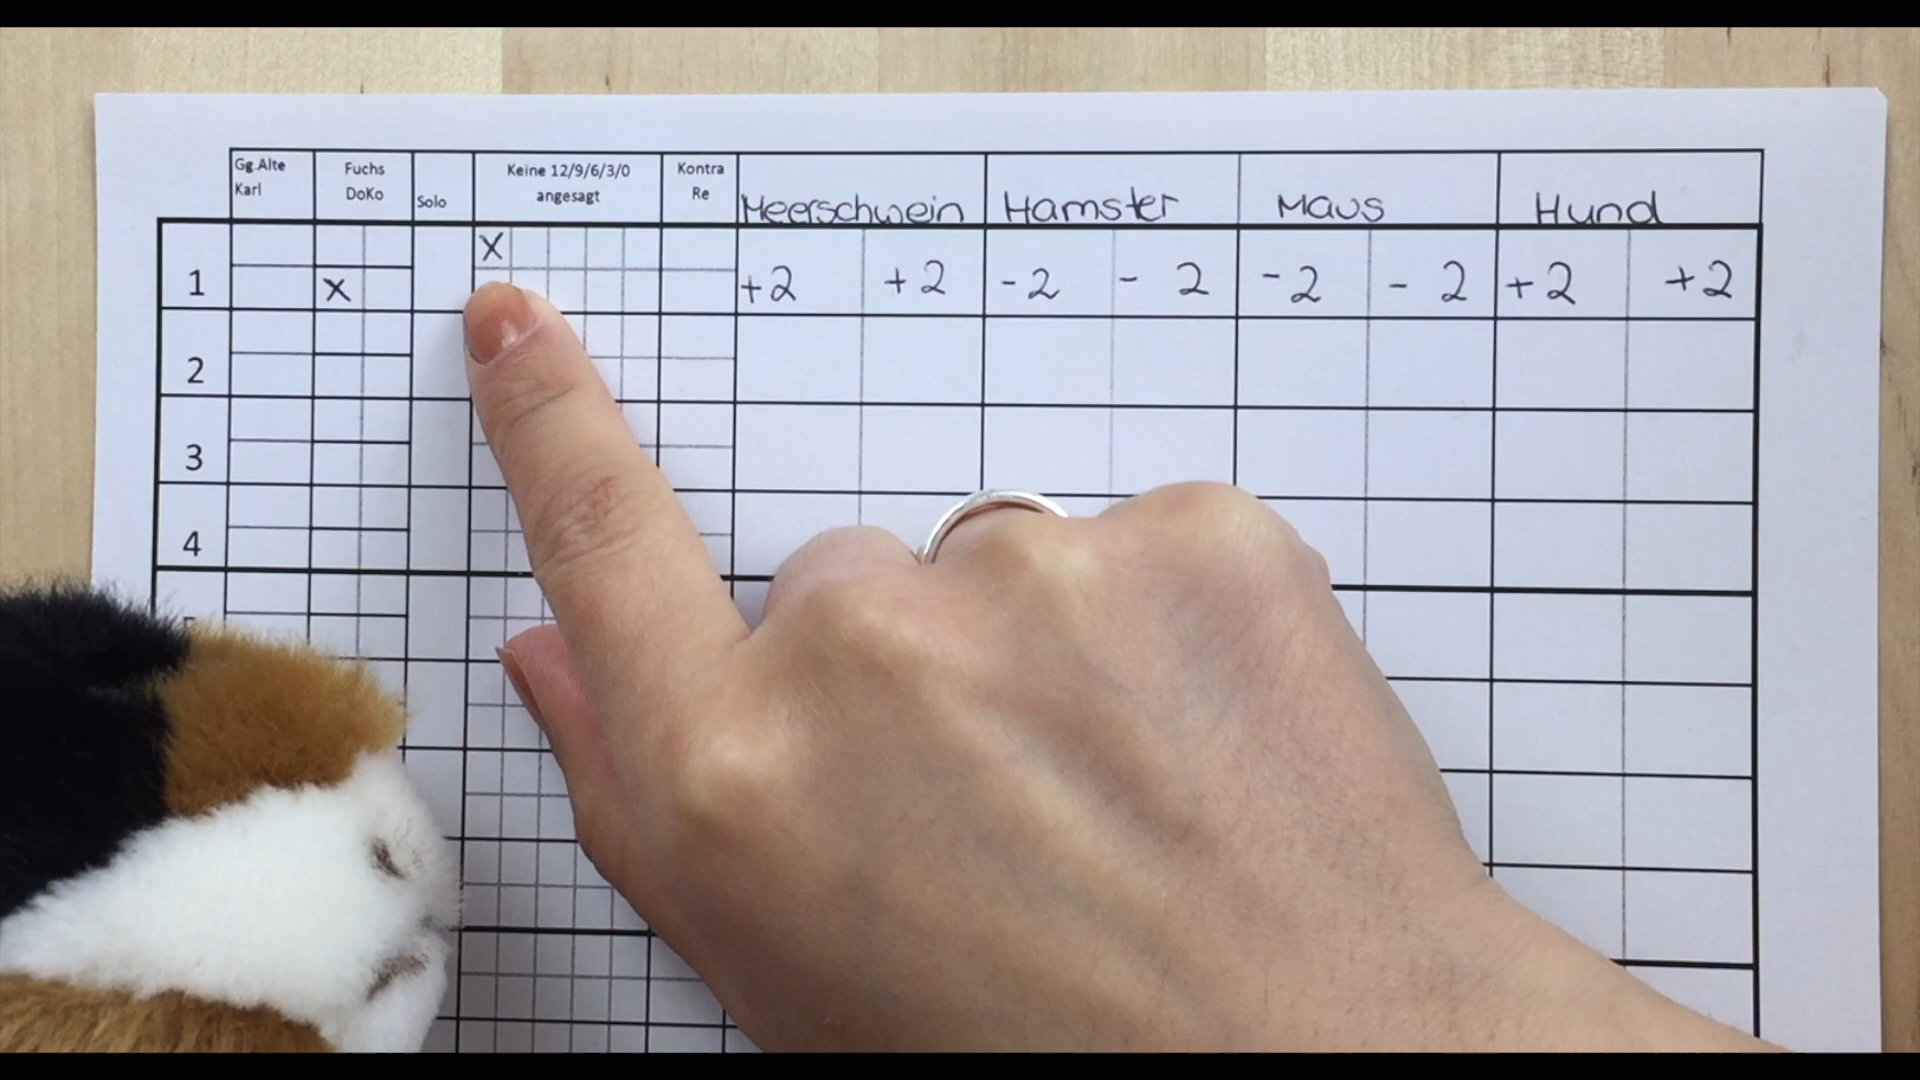 Gg.Alte Karl
Fuchs DoKo
Solo
Keine 12/9/6/3/0 angesagt
Kontra Re
Meerschwein
Hamster
Maus
Hund
1 x x +2 +2 -2 - 2 -2 - 2 +2 +2
2
3
4